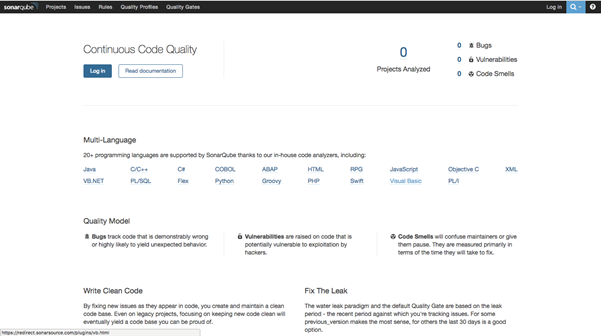 sonarqube Projects Issues Rules Quality Profiles Quality Gates Log in
Continuous Code Quality
Log in Read documentation
0
Projects Analyzed
0 Bugs
0 Vulnerabilities
0 Code Smells
Multi-Language
20+ programming languages are supported by SonarQube thanks to our in-house code analyzers, including:
Java C/C++ C# COBOL ABAP HTML RPG JavaScript Objective C XML
VB.NET PL/SQL Flex Python Groovy PHP Swift Visual Basic PL/I
Quality Model
Bugs track code that is demonstrably wrong
or highly likely to yield unexpected behavior.
Vulnerabilities are raised on code that is
potentially vulnerable to exploitation by
hackers.
Code Smells will confuse maintainers or give
them pause. They are measured primarily in
terms of the time they will take to fix.
Write Clean Code
By fixing new issues as they appear in code, you create and maintain a clean
code base. Even on legacy projects, focusing on keeping new code clean will
eventually yield a code base you can be proud of.
Fix The Leak
The water leak paradigm and the default Quality Gate are based on the leak
period - the recent period against which you're tracking issues. For some
previous_version makes the most sense, for others the last 30 days is a good
option.
https://redirect.sonarsource.com/plugins/vb.html